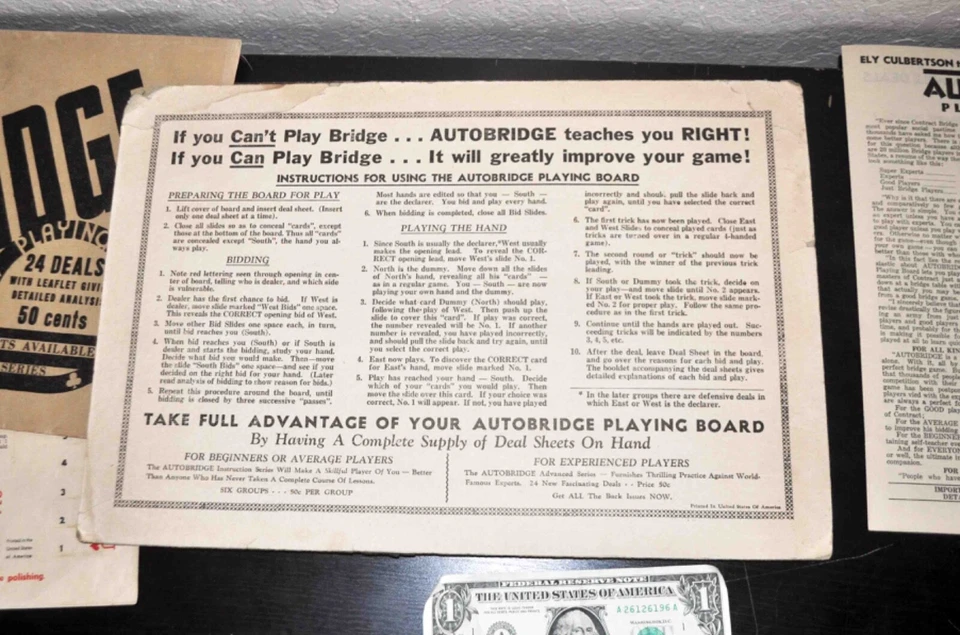 If you Can't Play Bridge . . . AUTOBRIDGE teaches you RIGHT!
If you Can Play Bridge . . . It will greatly improve your game!
INSTRUCTIONS FOR USING THE AUTOBRIDGE PLAYING BOARD
PREPARING THE BOARD FOR PLAY
1. Lift cover of board and insert deal sheet. (Insert
only one deal sheet at a time).
2. Close all slides so as to conceal "cards", except
those at the bottom of the board. Thus all "cards"
are concealed except "South", the hand you al-
ways play.
BIDDING
1. Note red lettering seen through opening in cen-
ter of board, telling who is dealer, and which side
is vulnerable.
2. Dealer has the first chance to bid. If West is
dealer, move slide marked "West Bids" one space.
This reveals the CORRECT opening bid of West.
3. Move other Bid Slides one space each, in turn,
until bid reaches you (South).
4. When bid reaches you (South) or if South is
dealer and starts the bidding, study your hand.
Decide what bid you would make. Then—move
the slide "South Bids" one space—and see if you
decided on the right bid for your hand. (Later
read analysis of bidding to show reason for bids.)
5. Repeat this procedure around the board, until
bidding is closed by three successive "passes".
Most hands are edited so that you — South —
are the declarer. You bid and play every hand.
6. When bidding is completed, close all Bid Slides.
PLAYING THE HAND
1. Since South is usually the declarer,*West usually
makes the opening lead. To reveal the COR-
RECT opening lead, move West's slide No. 1.
2. North is the dummy. Move down all the slides
of North's hand, revealing all his "cards" —
as in a regular game. You — South — are now
playing your own hand and the dummy.
3. Decide what card Dummy (North) should play,
following the play of West. Then push up the
slide to cover this "card". If play was correct,
the number revealed will be No. 1. If another
number is revealed, you have played incorrectly,
and should pull the slide back and try again, until
you select the correct play.
4. East now plays. To discover the CORRECT card
for East's hand, move slide marked No. 1.
5. Play has reached your hand — South. Decide
which of your "cards" you would play. Then
move the slide over this card. If your choice was
correct, No. 1 will appear. If not, you have played
incorrectly and should, pull the slide back and
play again, until you have selected the correct
"card".
6. The first trick has now been played. Close East
and West Slides to conceal played cards (just as
tricks are turned over in a regular 4-handed
game).
7. The second round or "trick" should now be
played, with the winner of the previous trick
leading.
8. If South or Dummy took the trick, decide on
your play—and move slide until No. 2 appears.
If East or West took the trick, move slide mark-
ed No. 2 for proper play. Follow the same pro-
cedure as in the first trick.
9. Continue until the hands are played out. Suc-
ceeding tricks will be indicated by the numbers
3, 4, 5, etc.
10. After the deal, leave Deal Sheet in the board,
and go over the reasons for each bid and play.
The booklet accompanying the deal sheets gives
detailed explanations of each bid and play.
* In the later groups there are defensive deals in
which East or West is the declarer.
TAKE FULL ADVANTAGE OF YOUR AUTOBRIDGE PLAYING BOARD
By Having A Complete Supply of Deal Sheets On Hand
FOR BEGINNERS OR AVERAGE PLAYERS
The AUTOBRIDGE Instruction Series Will Make A Skilful Player Of You — Better
Than Anyone Who Has Never Taken A Complete Course Of Lessons.
SIX GROUPS - - - 50c PER GROUP
FOR EXPERIENCED PLAYERS
The AUTOBRIDGE Advanced Series - Furnishes Thrilling Practice Against World-
Famous Experts. 24 New Fascinating Deals - - Price 50c
Get ALL The Back Issues NOW.
Printed In United States Of America
PLAYING
24 DEALS
WITH LEAFLET
DETAILED
50 cents
AVAILABLE
SERIES
4
3
2
1
polishing.
ELY CULBERTSON
FEDERAL RESERVE NOTE
THE UNITED STATES OF AMERICA
A 26126196 A
1
1